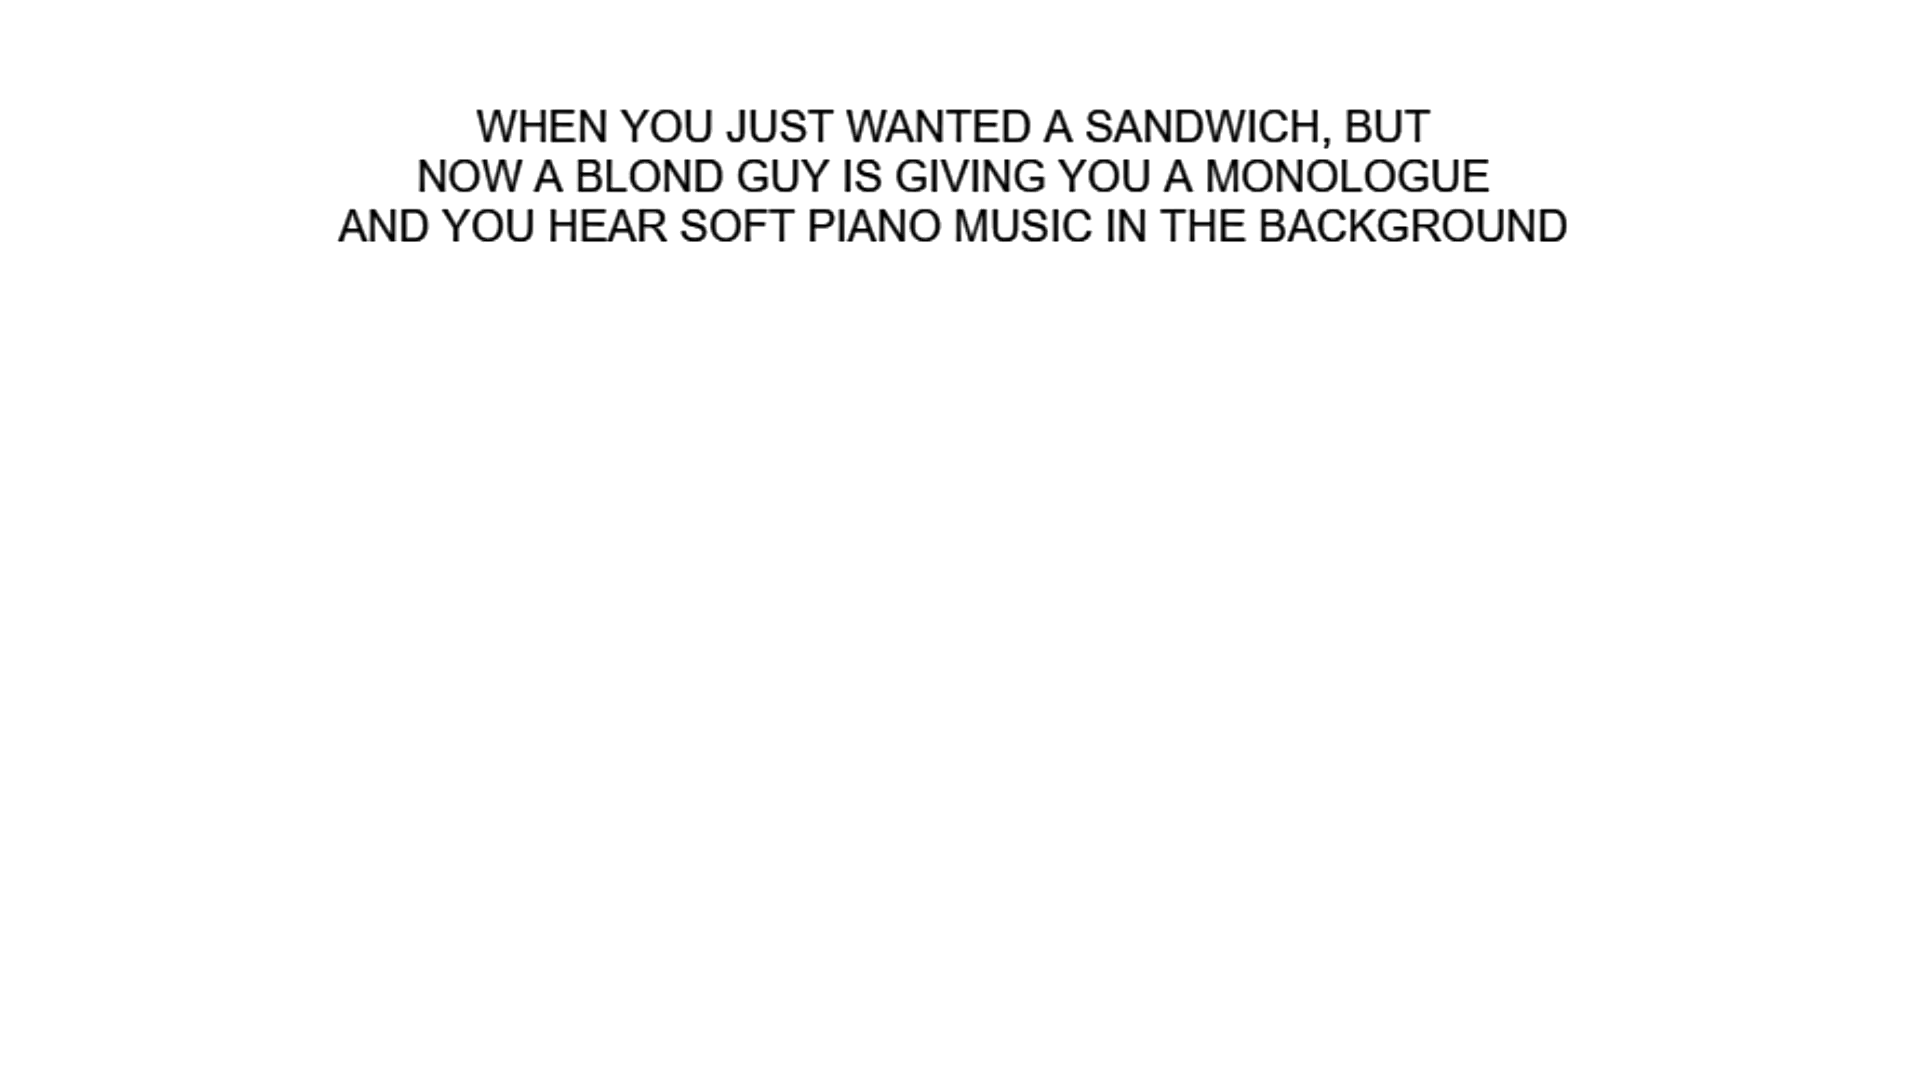 WHEN YOU JUST WANTED A SANDWICH, BUT
NOW A BLOND GUY IS GIVING YOU A MONOLOGUE
AND YOU HEAR SOFT PIANO MUSIC IN THE BACKGROUND